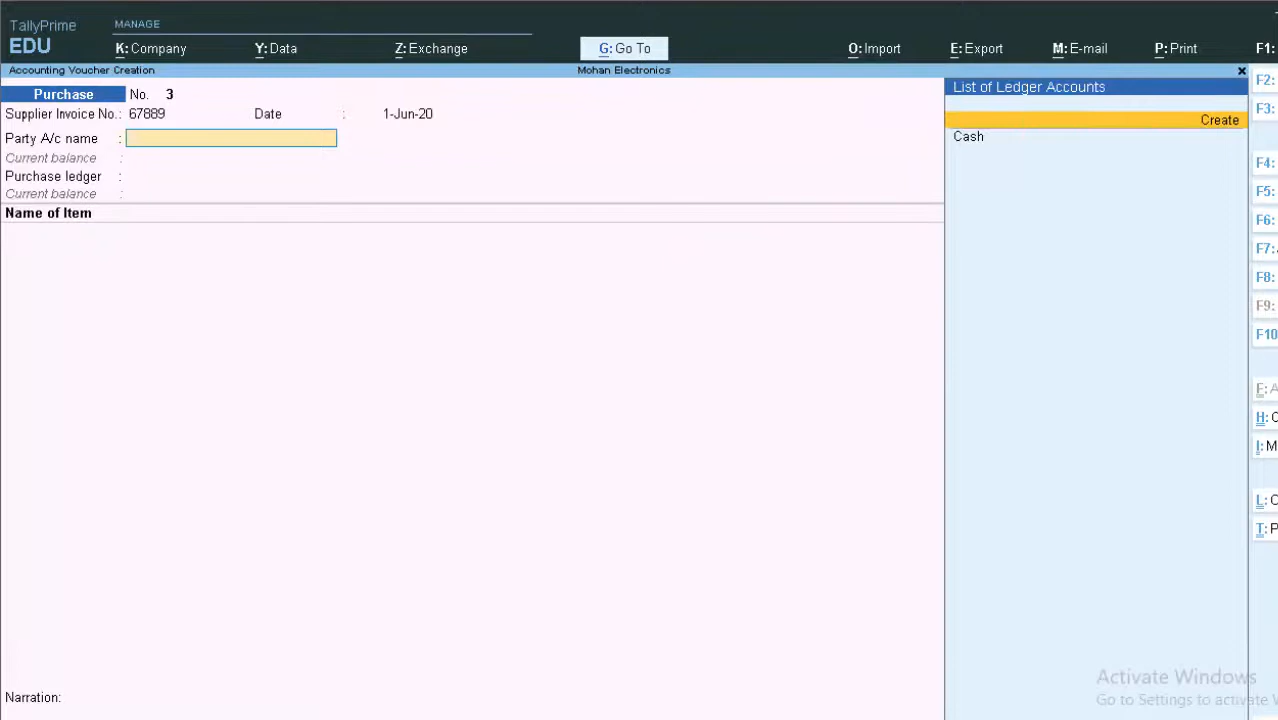 TallyPrime
EDU
MANAGE
K: Company Y: Data Z: Exchange G: Go To O: Import E: Export M: E-mail P: Print F1:
Accounting Voucher Creation Mohan Electronics x
Purchase No. 3
Supplier Invoice No.: 67889 Date : 1-Jun-20
Party A/c name :
Current balance :
Purchase ledger :
Current balance :
Name of Item
Narration:
List of Ledger Accounts
Create
Cash
F2:
F3:
F4:
F5:
F6:
F7:
F8:
F9:
F10
F: A
H: C
I: M
L: O
T: P
Activate Windows
Go to Settings to activate W